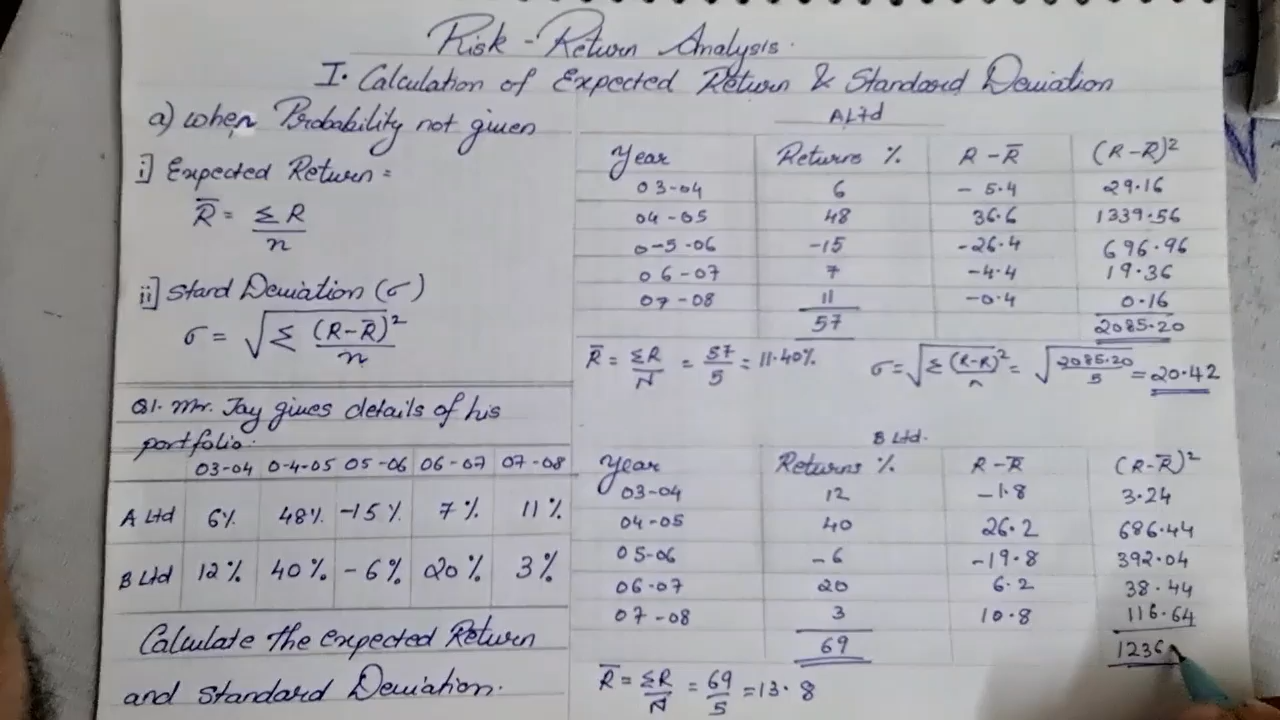 Risk - Return Analysis.
I. Calculation of Expected Return & Standard Deviation
a) when Probability not given
i] Expected Return =
R̅ = ΣR / n
ii] Stard Deviation (σ)
σ = √Σ (R-R̅)² / n
Q1. Mr. Jay gives details of his
portfolio.
03-04 0-4-05 05-06 06-07 07-08
A Ltd 6% 48% -15% 7% 11%
B Ltd 12% 40% -6% 20% 3%
Calculate the expected Return
and Standard Deviation.
A Ltd
Year Returns % R-R̅ (R-R̅)²
03-04 6 -5.4 29.16
04-05 48 36.6 1339.56
0-5-06 -15 -26.4 696.96
06-07 7 -4.4 19.36
07-08 11 -0.4 0.16
57 2085.20
R̅ = ΣR / N = 57 / 5 = 11.40% σ = √Σ (R-R)² / n = √2085.20 / 5 = 20.42
B Ltd.
Year Returns % R-R̅ (R-R̅)²
03-04 12 -1.8 3.24
04-05 40 26.2 686.44
05-06 -6 -19.8 392.04
06-07 20 6.2 38.44
07-08 3 10.8 116.64
69 1236
R̅ = ΣR / N = 69 / 5 = 13.8